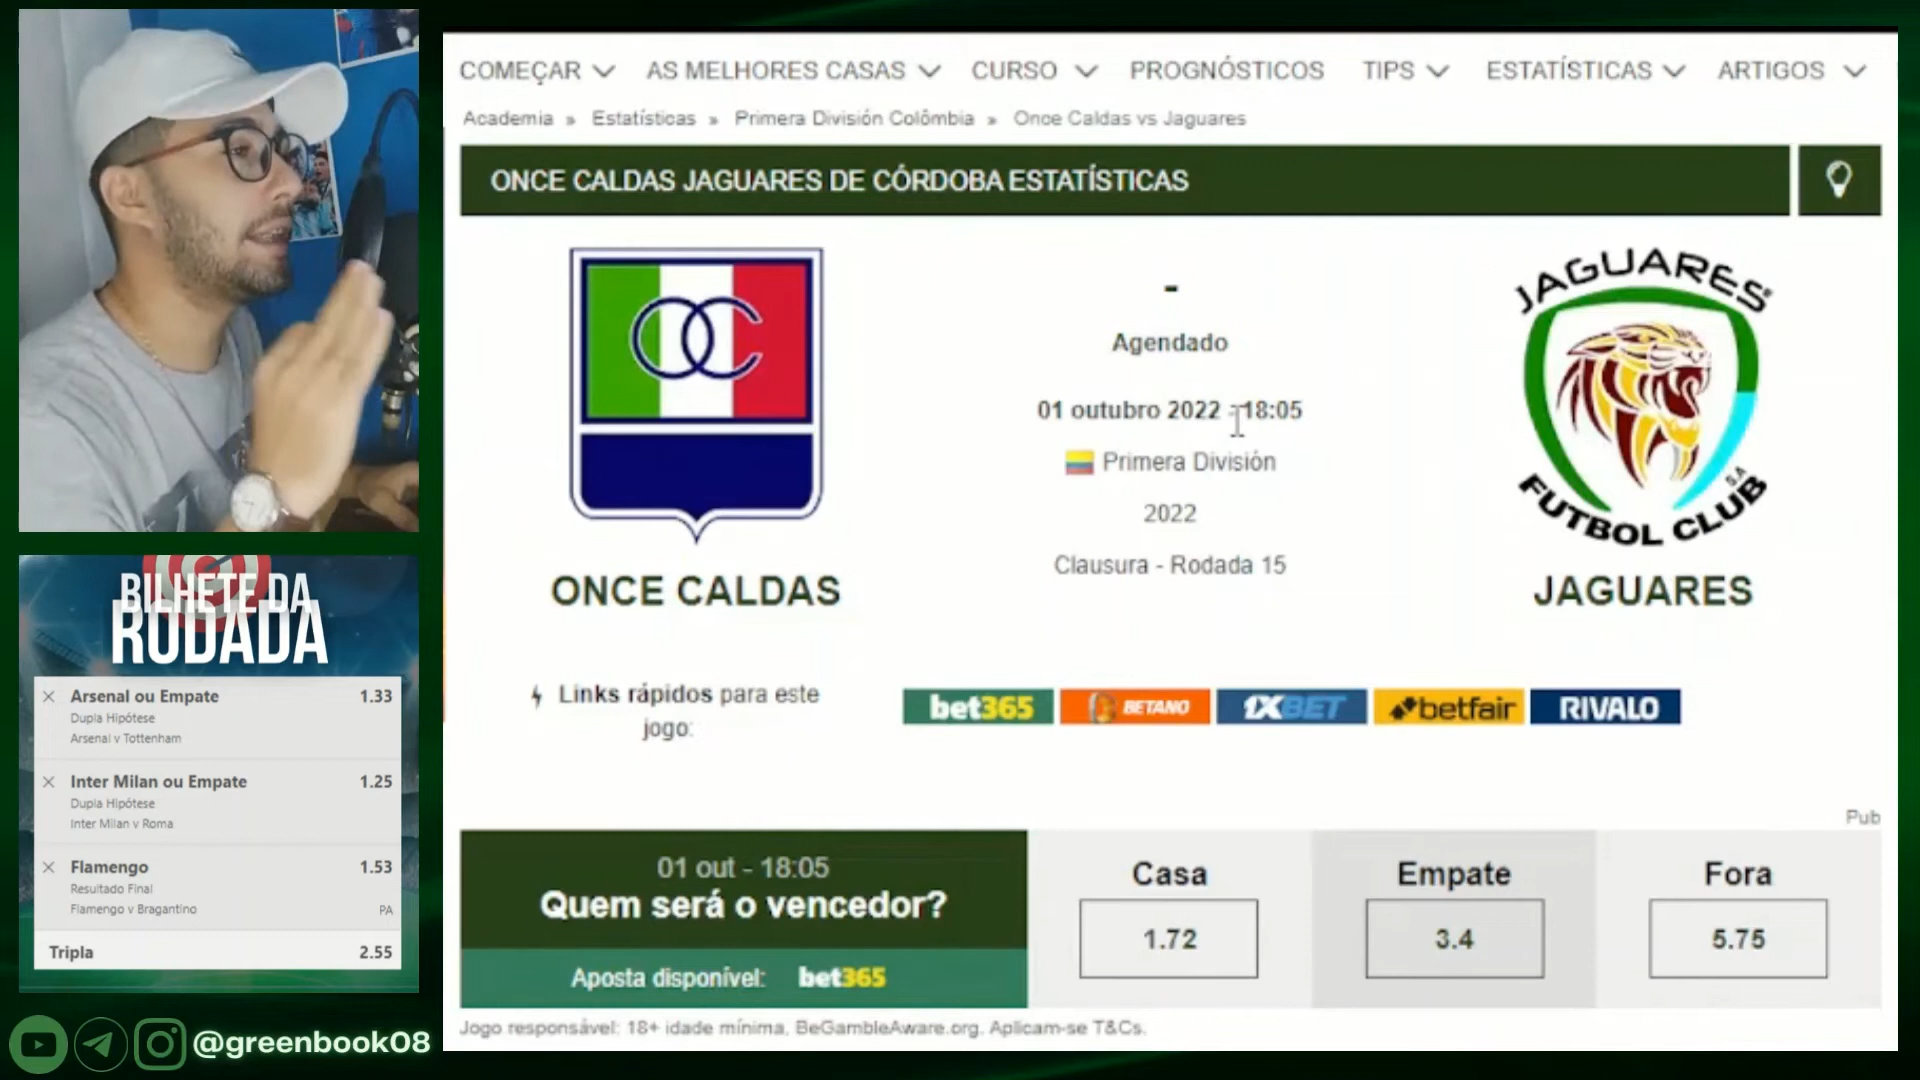 COMEÇAR
AS MELHORES CASAS
CURSO
PROGNÓSTICOS
TIPS
ESTATÍSTICAS
ARTIGOS
Academia » Estatísticas » Primera División Colômbia » Once Caldas vs Jaguares
ONCE CALDAS JAGUARES DE CÓRDOBA ESTATÍSTICAS
OC
ONCE CALDAS
-
Agendado
01 outubro 2022 - 18:05
Primera División
2022
Clausura - Rodada 15
JAGUARES
S.A
FUTBOL CLUB
JAGUARES
Links rápidos para este
jogo:
bet365
BETANO
1XBET
betfair
RIVALO
Pub
01 out - 18:05
Quem será o vencedor?
Aposta disponível: bet365
Casa
1.72
Empate
3.4
Fora
5.75
Jogo responsável: 18+ idade mínima, BeGambleAware.org. Aplicam-se T&Cs.
BILHETE DA
RODADA
Arsenal ou Empate 1.33
Dupla Hipótese
Arsenal v Tottenham
Inter Milan ou Empate 1.25
Dupla Hipótese
Inter Milan v Roma
Flamengo 1.53
Resultado Final
Flamengo v Bragantino PA
Tripla 2.55
@greenbook08